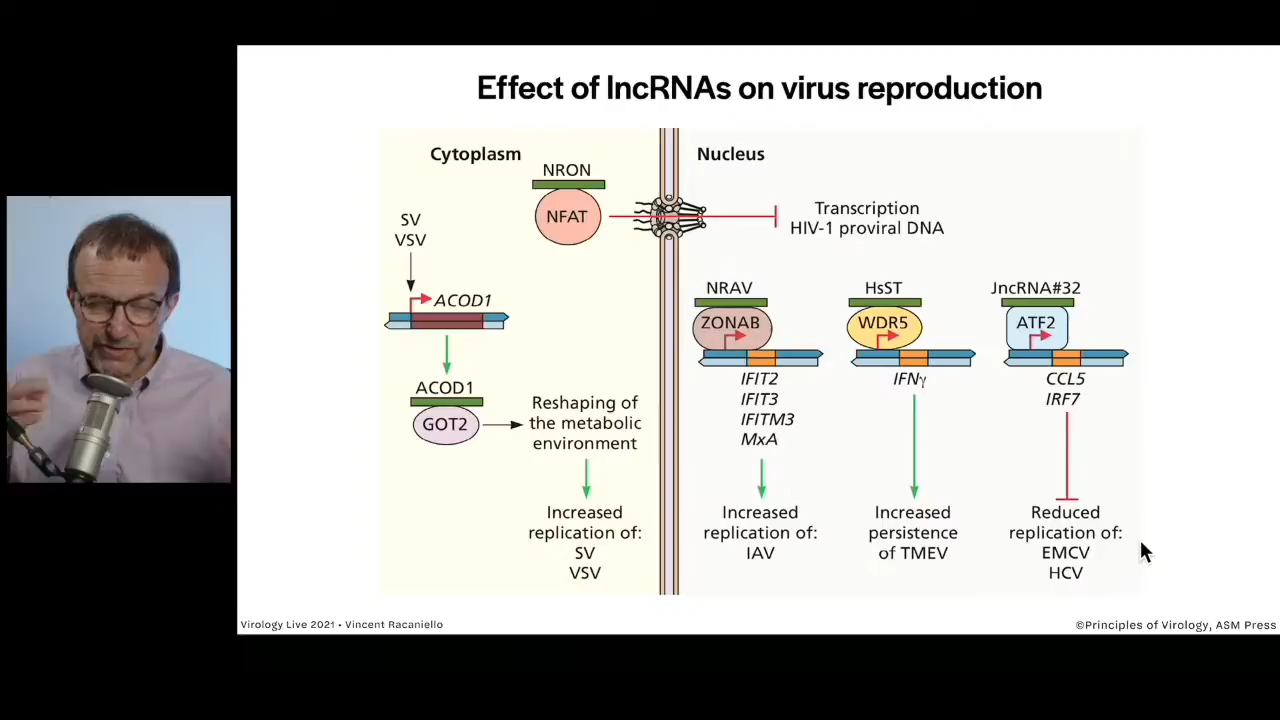 Effect of lncRNAs on virus reproduction
Cytoplasm
NRON
NFAT
SV
VSV
ACOD1
ACOD1
GOT2
Reshaping of
the metabolic
environment
Increased
replication of:
SV
VSV
Nucleus
Transcription
HIV-1 proviral DNA
NRAV
ZONAB
IFIT2
IFIT3
IFITM3
MxA
Increased
replication of:
IAV
HsST
WDR5
IFNγ
Increased
persistence
of TMEV
JncRNA#32
ATF2
CCL5
IRF7
Reduced
replication of:
EMCV
HCV
Virology Live 2021 • Vincent Racaniello
©Principles of Virology, ASM Press